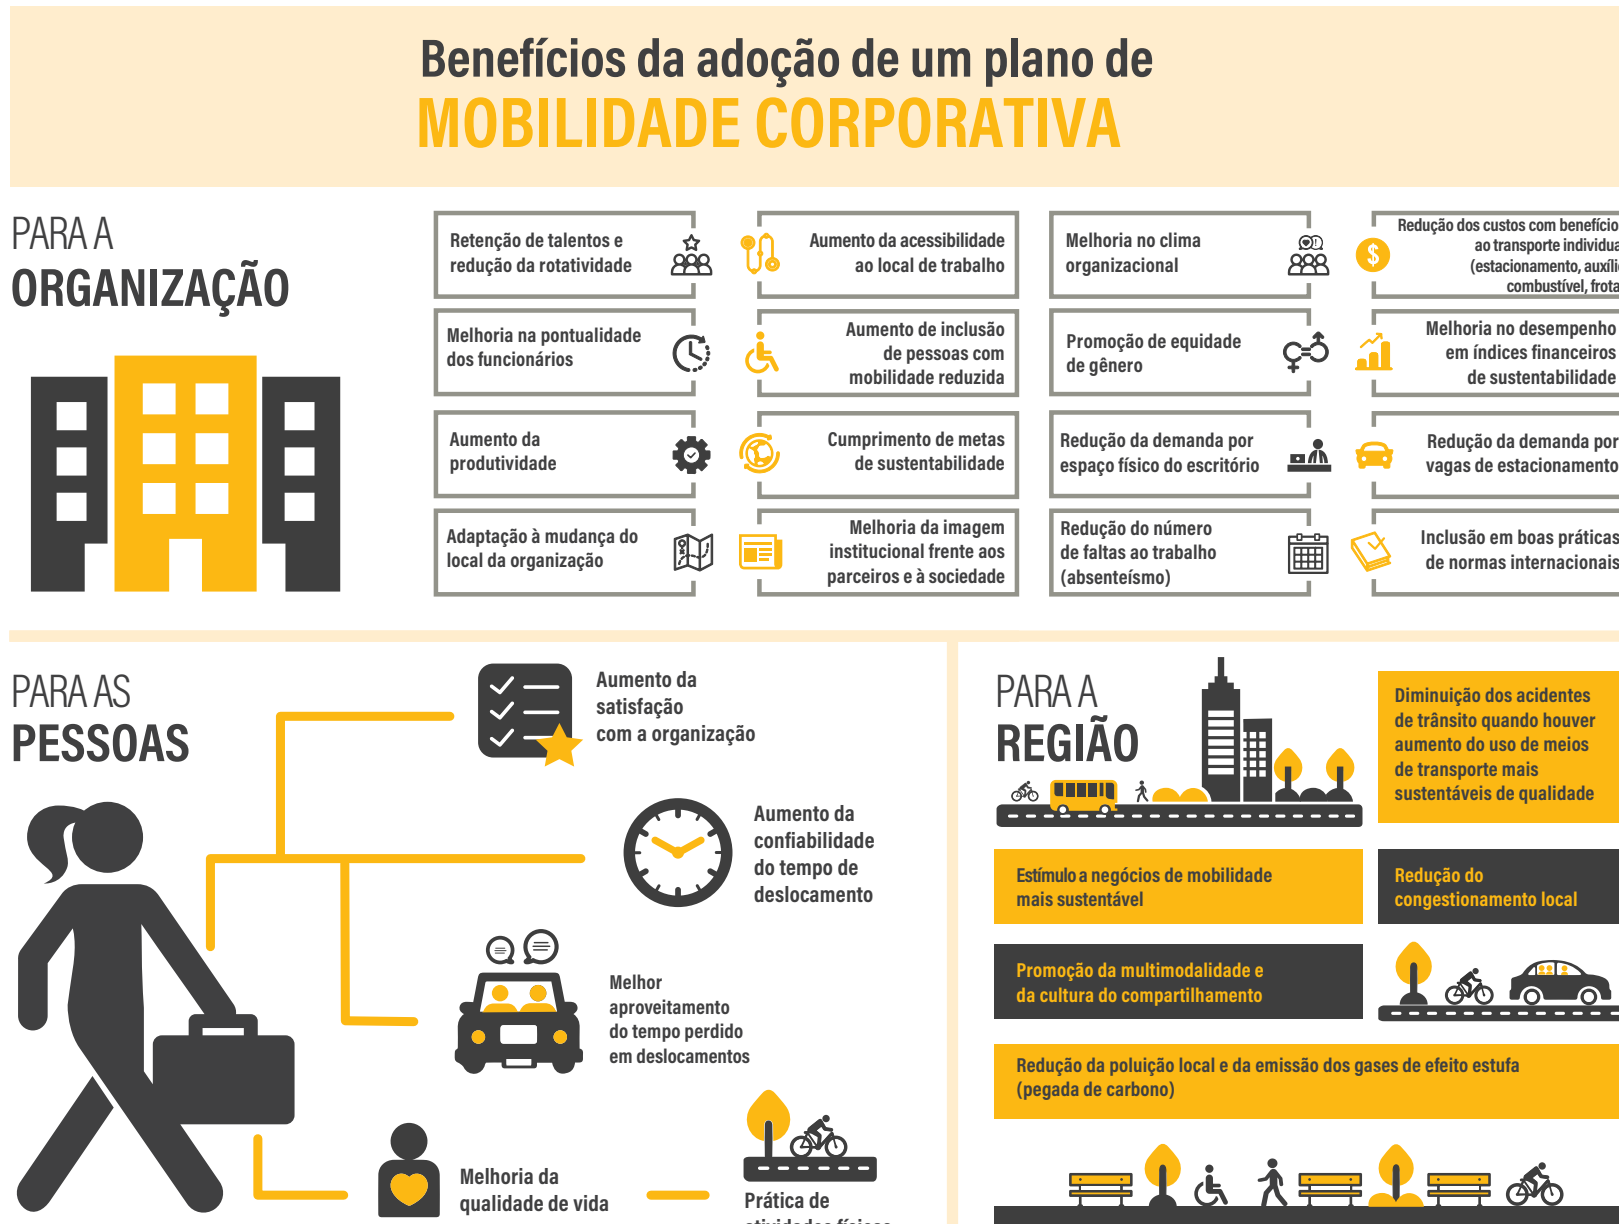 Benefícios da adoção de um plano de
MOBILIDADE CORPORATIVA
PARA A
ORGANIZAÇÃO
Retenção de talentos e
redução da rotatividade
Aumento da acessibilidade
ao local de trabalho
Melhoria no clima
organizacional
Redução dos custos com
ao transporte
(estacionamento,
combustível,
Melhoria na pontualidade
dos funcionários
Aumento de inclusão
de pessoas com
mobilidade reduzida
Promoção de equidade
de gênero
Melhoria no desempenho
em índices financeiros
de sustentabilidade
Aumento da
produtividade
Cumprimento de metas
de sustentabilidade
Redução da demanda por
espaço físico do escritório
Redução da demanda por
vagas de estacionamento
Adaptação à mudança do
local da organização
Melhoria da imagem
institucional frente aos
parceiros e à sociedade
Redução do número
de faltas ao trabalho
(absenteísmo)
Inclusão em boas práticas
de normas internacionais
PARA AS
PESSOAS
Aumento da
satisfação
com a organização
Aumento da
confiabilidade
do tempo de
deslocamento
Melhor
aproveitamento
do tempo perdido
em deslocamentos
Melhoria da
qualidade de vida
Prática de
PARA A
REGIÃO
Diminuição dos acidentes
de trânsito quando houver
aumento do uso de meios
de transporte mais
sustentáveis de qualidade
Estímulo a negócios de mobilidade
mais sustentável
Redução do
congestionamento local
Promoção da multimodalidade e
da cultura do compartilhamento
Redução da poluição local e da emissão dos gases de efeito estufa
(pegada de carbono)